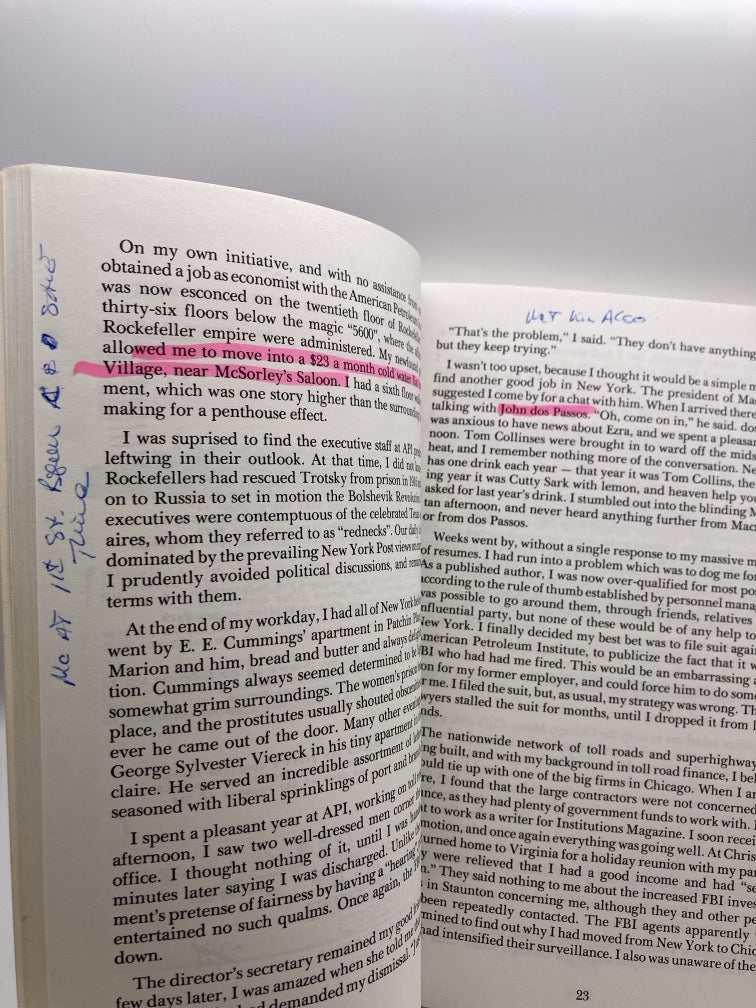 On my own initiative, and with no assistance from
obtained a job as economist with the American Petroleum
was now esconced on the twentieth floor of Rockefeller
thirty-six floors below the magic "5600", where the
Rockefeller empire were administered. My newfound
allowed me to move into a $23 a month cold water flat
Village, near McSorley's Saloon. I had a sixth floor
ment, which was one story higher than the surrounding
making for a penthouse effect.
I was suprised to find the executive staff at API
leftwing in their outlook. At that time, I did not
Rockefellers had rescued Trotsky from prison in
on to Russia to set in motion the Bolshevik Revolution.
executives were contemptuous of the celebrated
aires, whom they referred to as "rednecks". Our daily
dominated by the prevailing New York Post views
I prudently avoided political discussions, and
terms with them.
At the end of my workday, I had all of New York
went by E. E. Cummings' apartment in Patchin
Marion and him, bread and butter and always
tion. Cummings always seemed determined to
somewhat grim surroundings. The women's prison
place, and the prostitutes usually shouted
ever he came out of the door. Many other
George Sylvester Viereck in his tiny apartment
claire. He served an incredible assortment of
seasoned with liberal sprinklings of port and
I spent a pleasant year at API, working on
afternoon, I saw two well-dressed men
office. I thought nothing of it, until I was
minutes later saying I was discharged. Unlike
ment's pretense of fairness by having a "hearing"
entertained no such qualms. Once again, the
down.
The director's secretary remained my good
few days later, I was amazed when she told me
had demanded my dismissal.
Met him Also
"That's the problem," I said. "They don't have anything
but they keep trying."
I wasn't too upset, because I thought it would be a simple
find another good job in New York. The president of
suggested I come by for a chat with him. When I arrived there
talking with John dos Passos. "Oh, come on in," he said.
was anxious to have news about Ezra, and we spent a
noon. Tom Collinses were brought in to ward off the
heat, and I remember nothing more of the conversation.
has one drink each year — that year it was Tom Collins, the
ing year it was Cutty Sark with lemon, and heaven help you
asked for last year's drink. I stumbled out into the blinding
tan afternoon, and never heard anything further from
or from dos Passos.
Weeks went by, without a single response to my massive
of resumes. I had run into a problem which was to dog me for
As a published author, I was now over-qualified for most
according to the rule of thumb established by personnel
was possible to go around them, through friends, relatives
nfluential party, but none of these would be of any help to
New York. I finally decided my best bet was to file suit
American Petroleum Institute, to publicize the fact that it
BI who had had me fired. This would be an embarrassing
on for my former employer, and could force him to do
r me. I filed the suit, but, as usual, my strategy was wrong.
wyers stalled the suit for months, until I dropped it from
nds.
The nationwide network of toll roads and superhighway
ng built, and with my background in toll road finance, I
ould tie up with one of the big firms in Chicago. When I
re, I found that the large contractors were not concerned
ance, as they had plenty of government funds to work with.
nt to work as a writer for Institutions Magazine. I soon
motion, and once again everything was going well. At
urned home to Virginia for a holiday reunion with my
y were relieved that I had a good income and had
n." They said nothing to me about the increased FBI
s in Staunton concerning me, although they and other
been repeatedly contacted. The FBI agents apparently
mined to find out why I had moved from New York to
had intensified their surveillance. I also was unaware of the
23